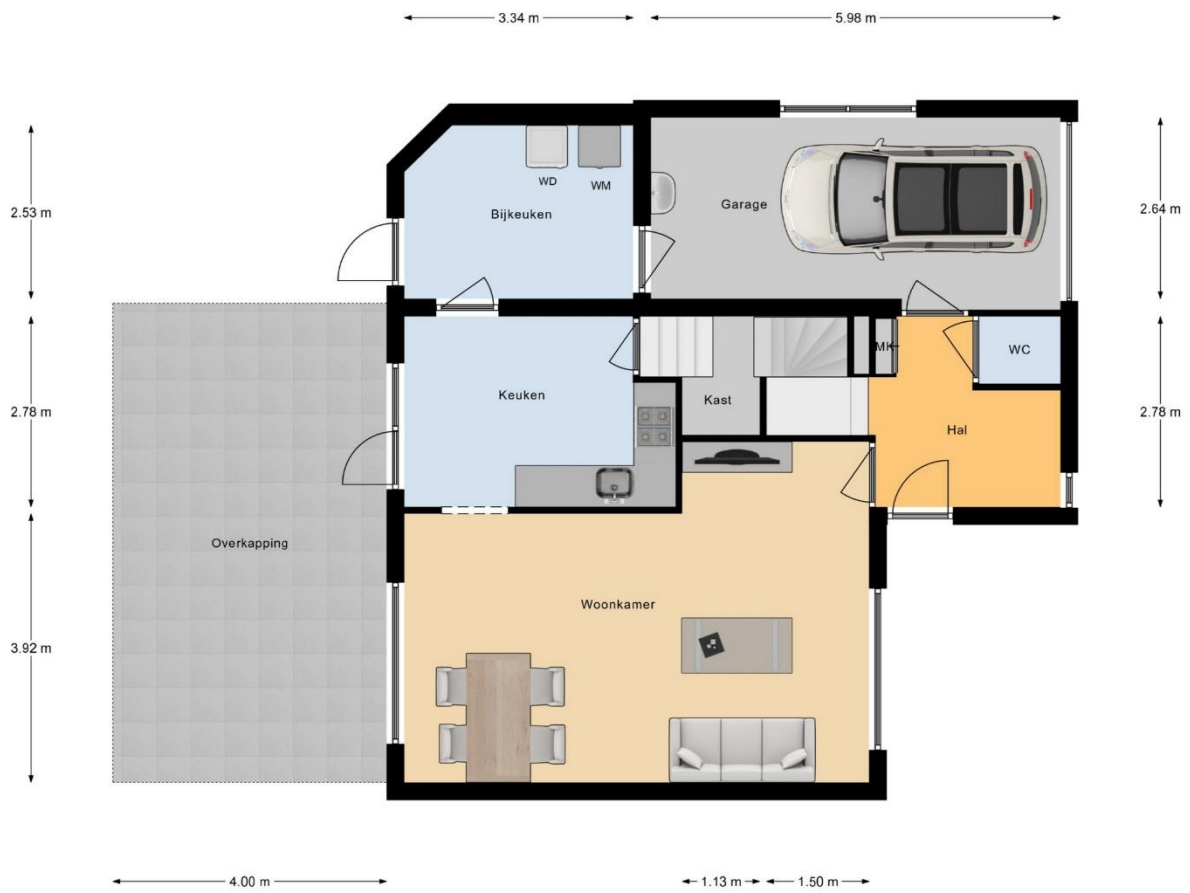 3.34 m
5.98 m
2.53 m
WD
WM
Bijkeuken
Garage
2.64 m
2.78 m
Keuken
Kast
MK
WC
Hal
2.78 m
Overkapping
Woonkamer
3.92 m
4.00 m
1.13 m
1.50 m